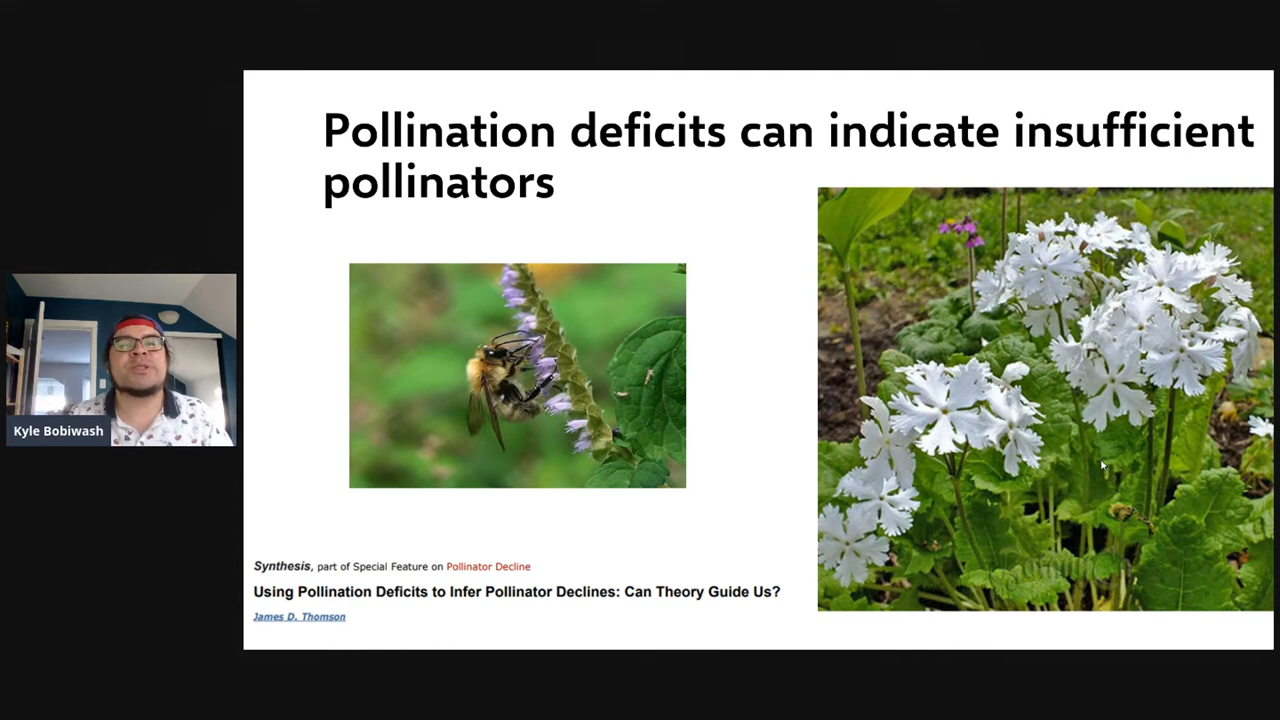 Pollination deficits can indicate insufficient
pollinators
Kyle Bobiwash
Synthesis, part of Special Feature on Pollinator Decline
Using Pollination Deficits to Infer Pollinator Declines: Can Theory Guide Us?
James D. Thomson